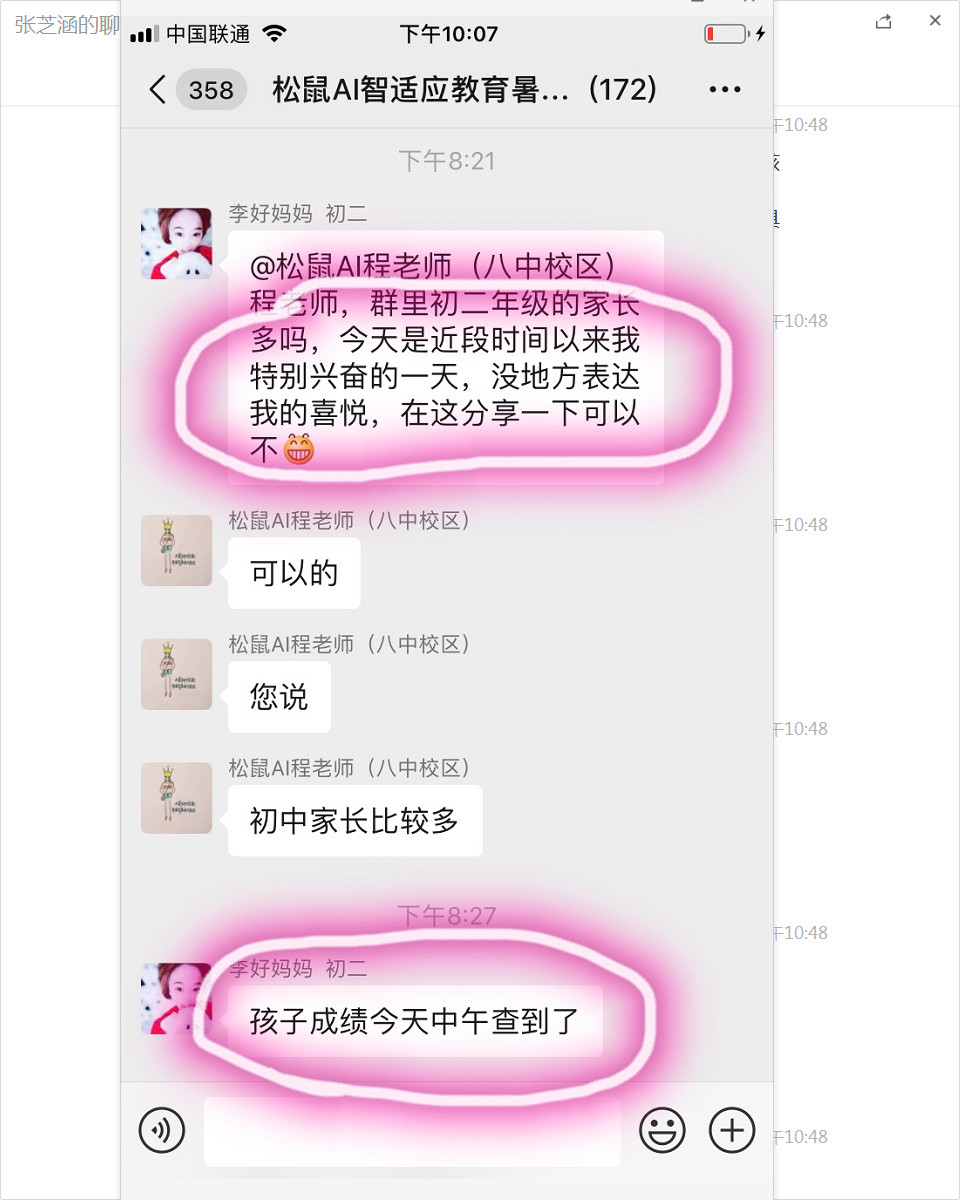 张芝涵的聊
中国联通
下午10:07
358
松鼠AI智适应教育暑... (172)
下午8:21
李好妈妈 初二
@松鼠AI程老师（八中校区）
程老师，群里初二年级的家长
多吗，今天是近段时间以来我
特别兴奋的一天，没地方表达
我的喜悦，在这分享一下可以
不😁
松鼠AI程老师（八中校区）
可以的
松鼠AI程老师（八中校区）
您说
松鼠AI程老师（八中校区）
初中家长比较多
下午8:27
李好妈妈 初二
孩子成绩今天中午查到了
午10:48
午10:48
午10:48
午10:48
午10:48
午10:48